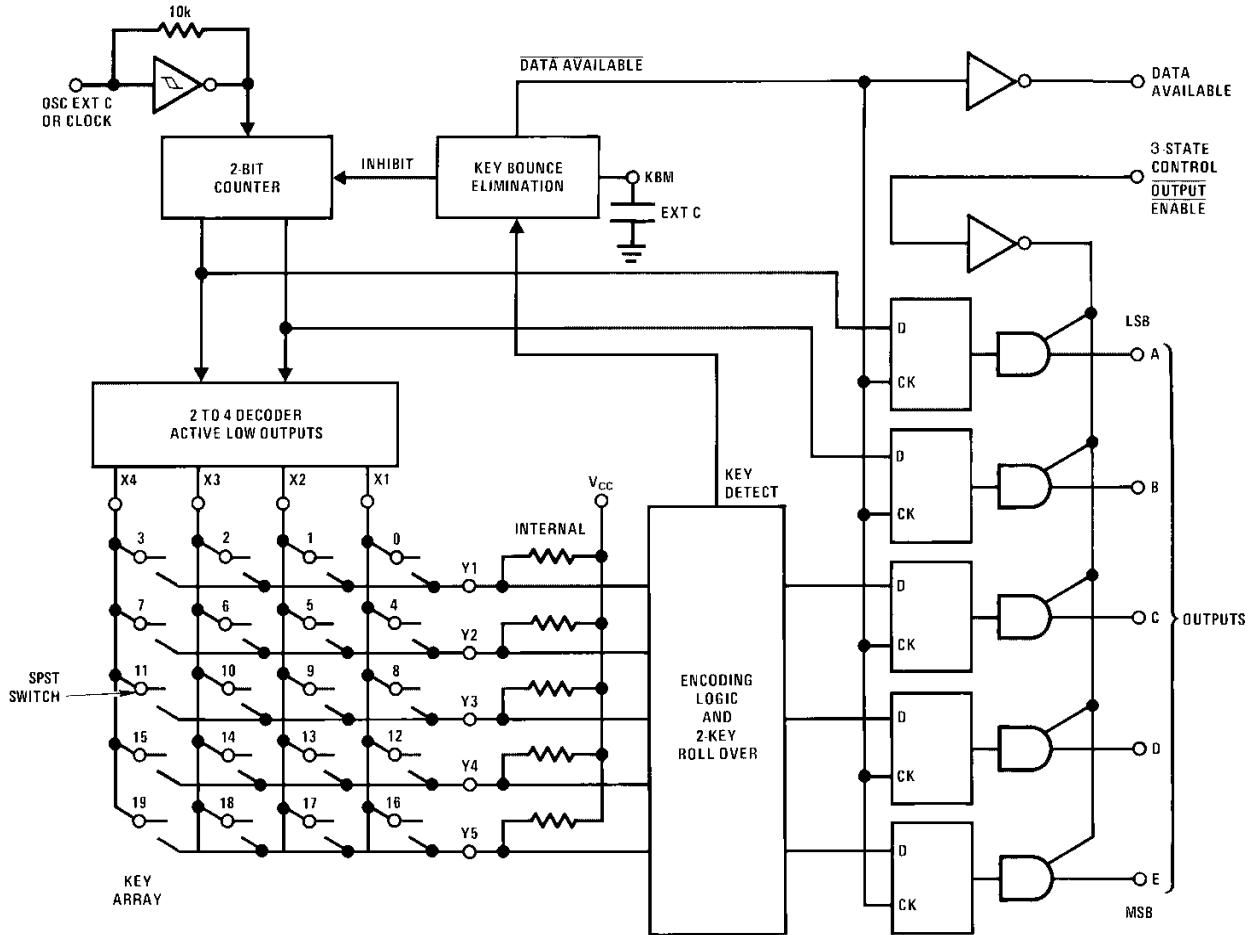 10k
OSC EXT C
OR CLOCK
2-BIT
COUNTER
INHIBIT
DATA AVAILABLE
KEY BOUNCE
ELIMINATION
KBM
EXT C
DATA
AVAILABLE
3-STATE
CONTROL
OUTPUT
ENABLE
2 TO 4 DECODER
ACTIVE LOW OUTPUTS
X4 X3 X2 X1
KEY
DETECT
VCC
INTERNAL
3 2 1 0 Y1
7 6 5 4 Y2
11 10 9 8 Y3
15 14 13 12 Y4
19 18 17 16 Y5
SPST
SWITCH
KEY
ARRAY
ENCODING
LOGIC
AND
2-KEY
ROLL OVER
D
CK
LSB
A
D
CK
B
D
CK
C
OUTPUTS
D
CK
D
D
CK
E
MSB